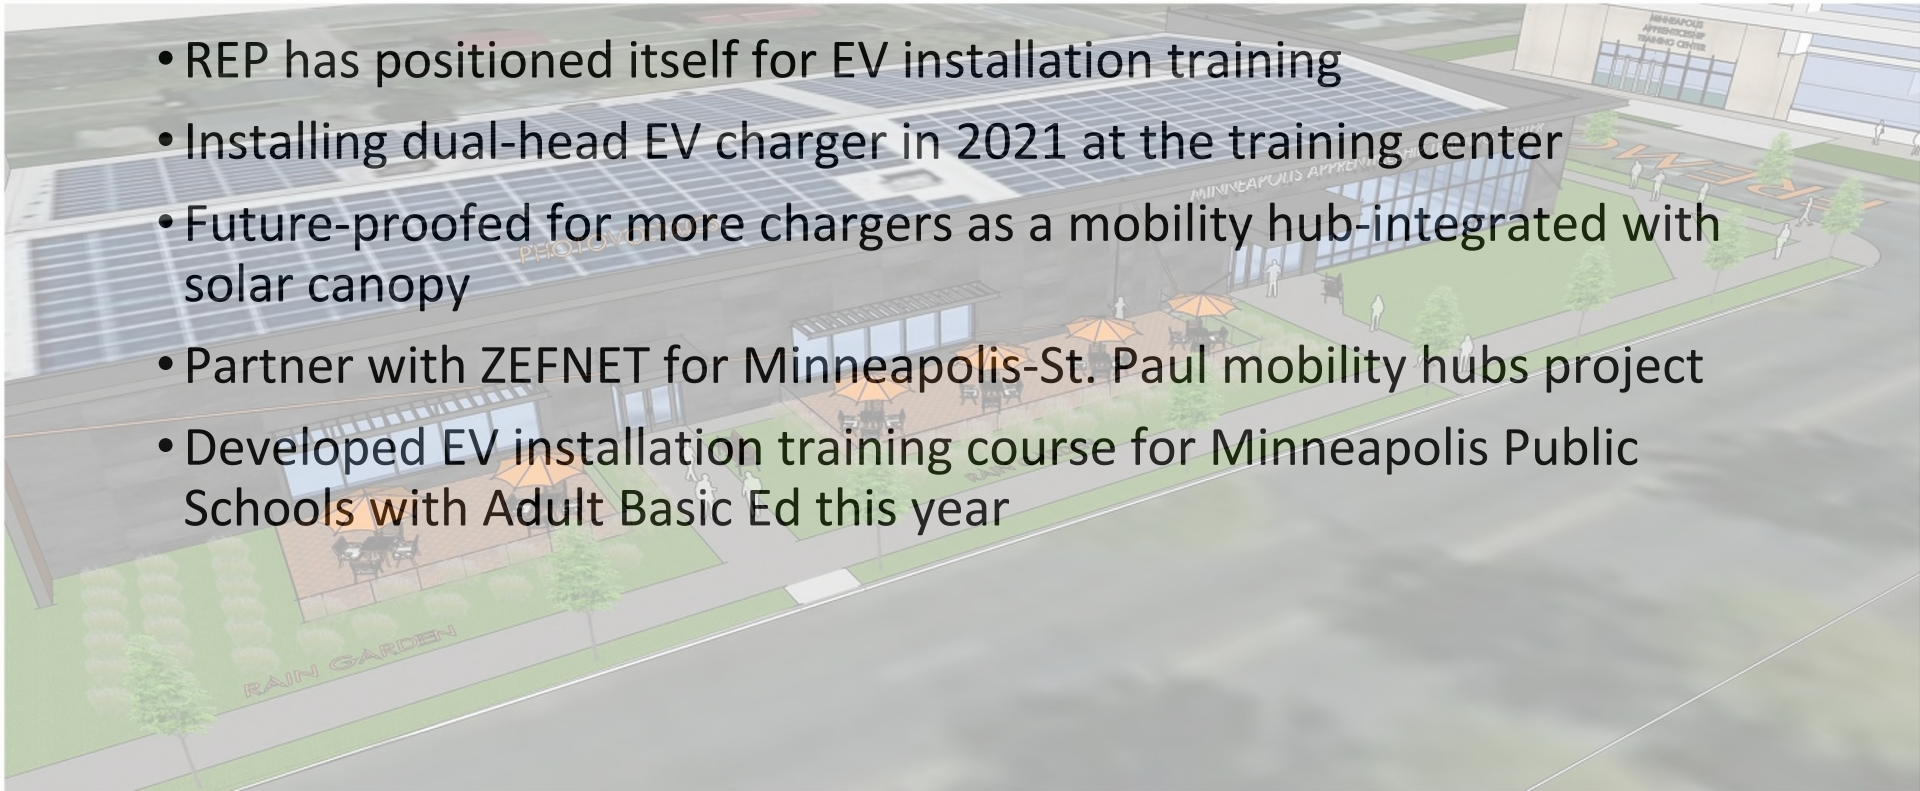 MINNEAPOLIS
APPRENTICESHIP
TRAINING CENTER
• REP has positioned itself for EV installation training
• Installing dual-head EV charger in 2021 at the training center
• Future-proofed for more chargers as a mobility hub-integrated with
solar canopy
• Partner with ZEFNET for Minneapolis-St. Paul mobility hubs project
• Developed EV installation training course for Minneapolis Public
Schools with Adult Basic Ed this year
PHOTOVOLTAICS
MINNEAPOLIS
RAIN GARDEN